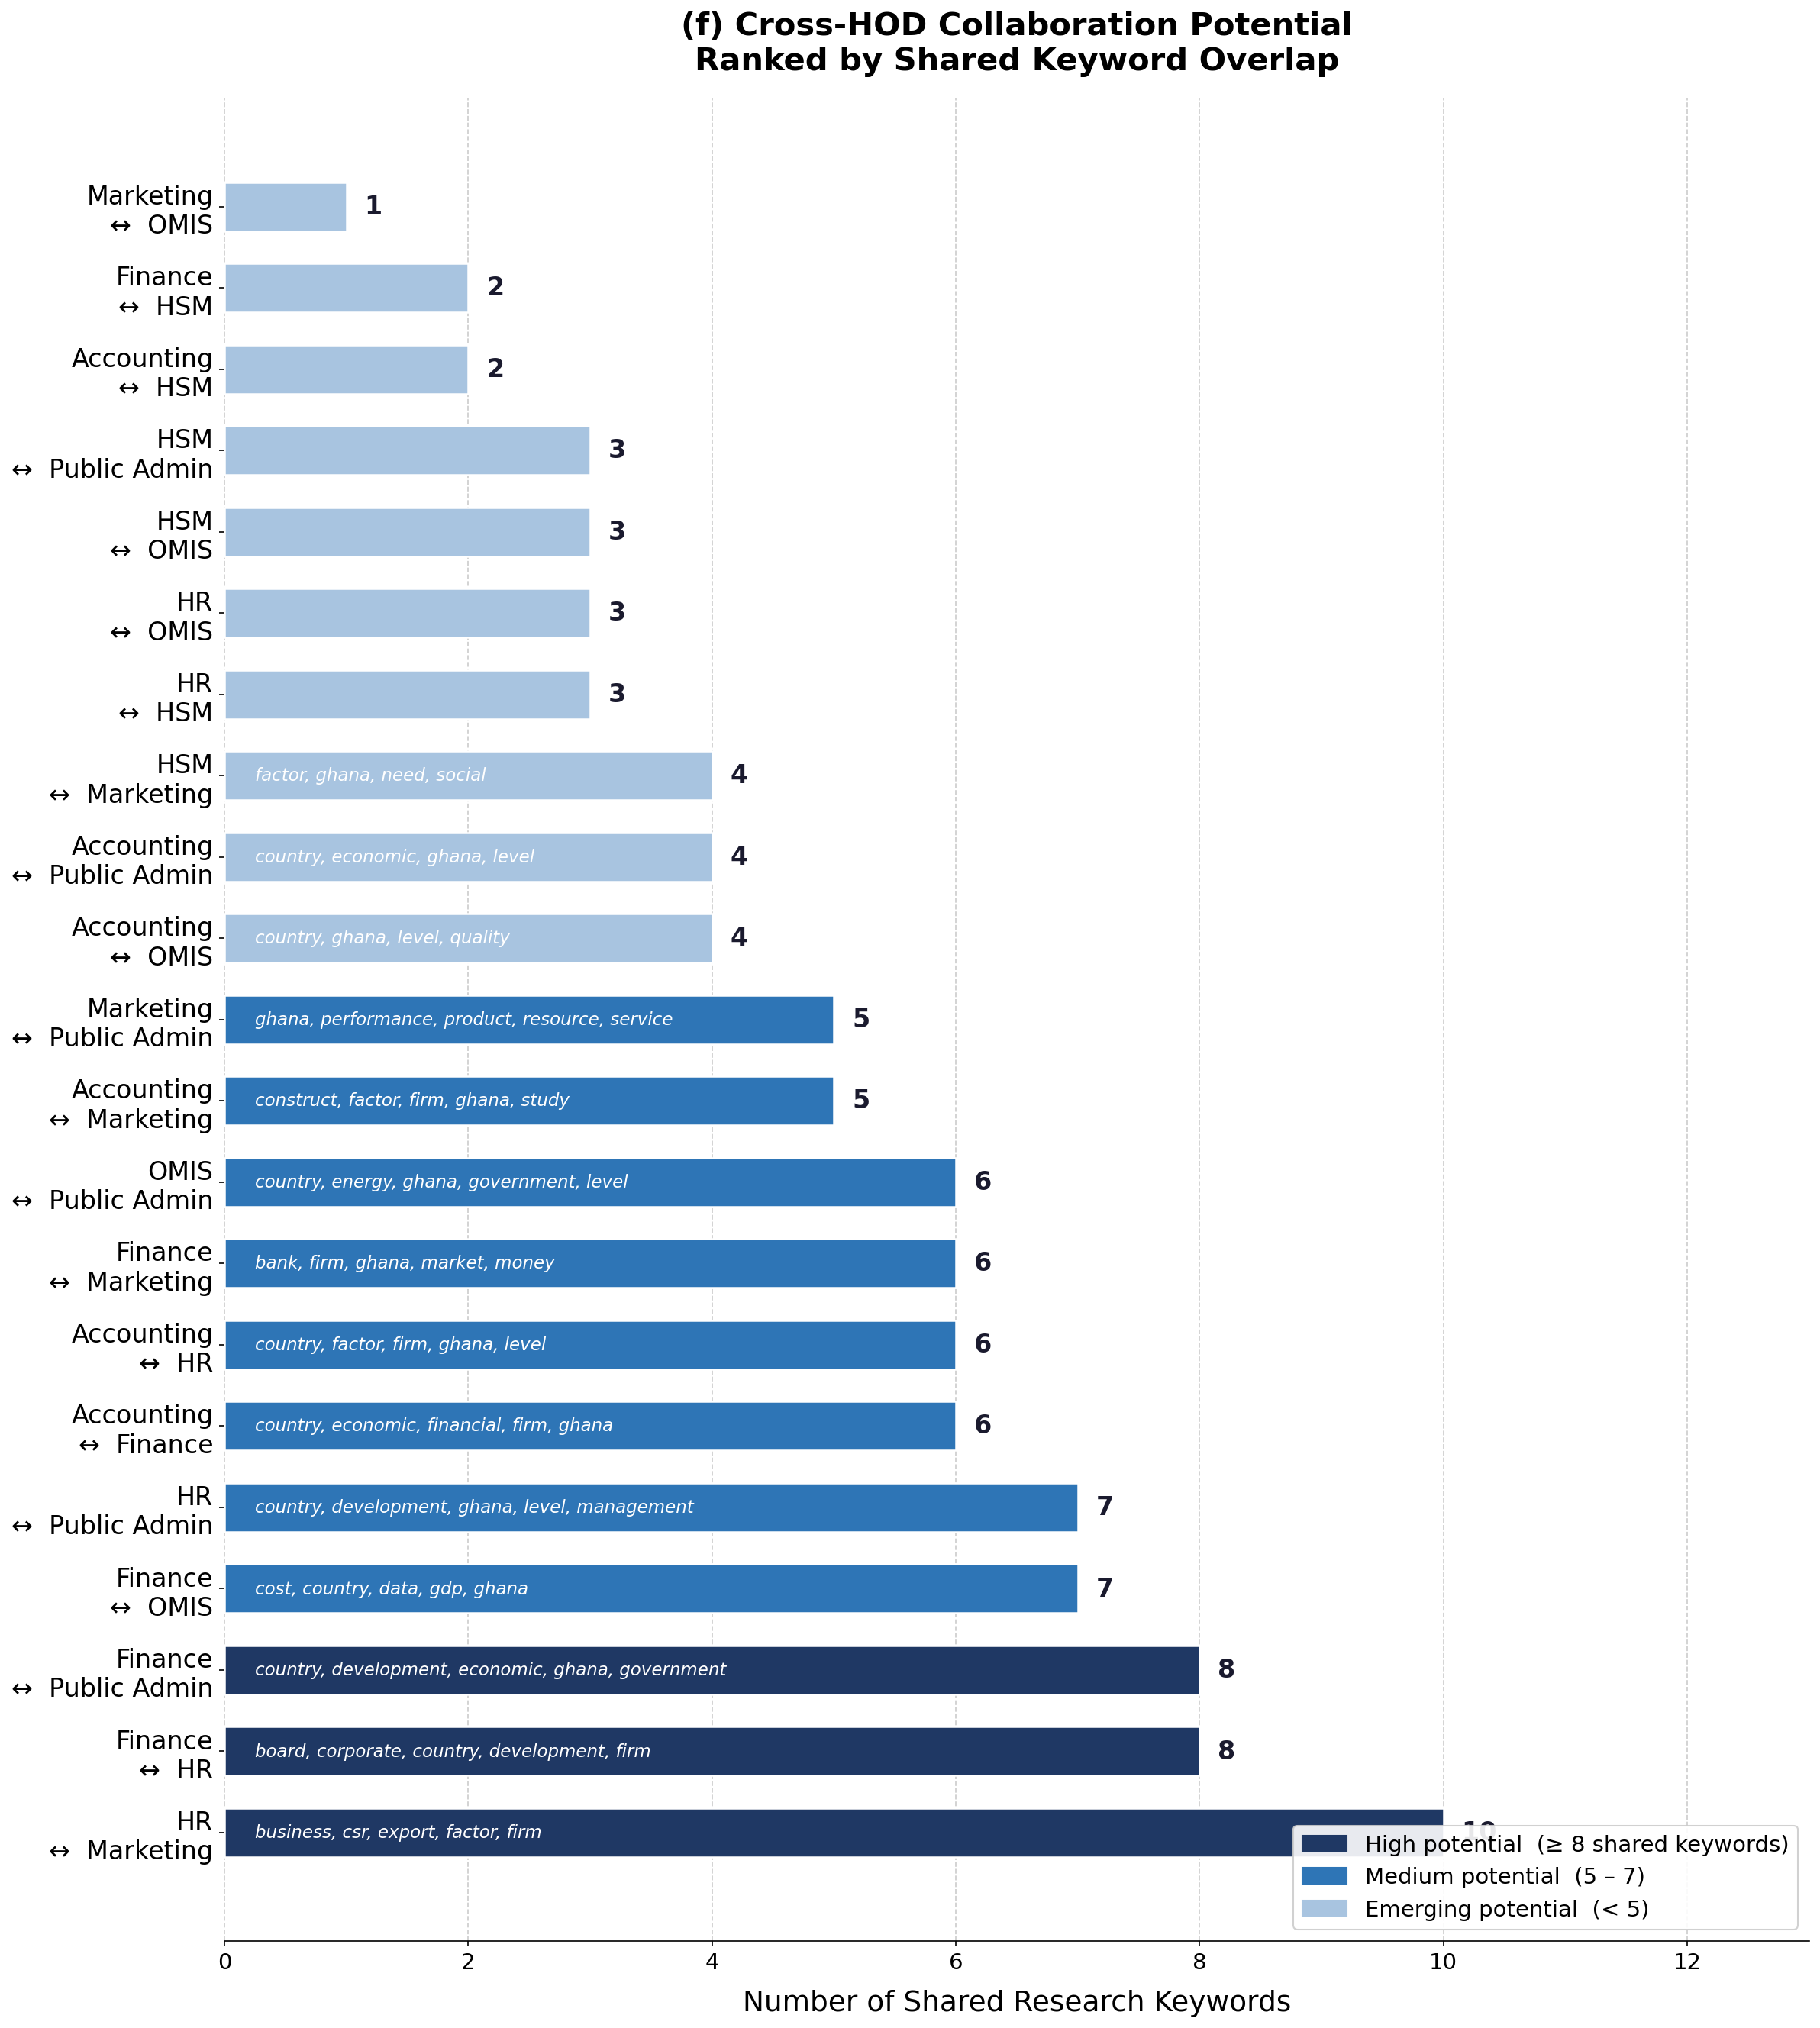 (f) Cross-HOD Collaboration Potential
Ranked by Shared Keyword Overlap
Marketing
↔ OMIS
1
Finance
↔ HSM
2
Accounting
↔ HSM
2
HSM
↔ Public Admin
3
HSM
↔ OMIS
3
HR
↔ OMIS
3
HR
↔ HSM
3
HSM
↔ Marketing
factor, ghana, need, social
4
Accounting
↔ Public Admin
country, economic, ghana, level
4
Accounting
↔ OMIS
country, ghana, level, quality
4
Marketing
↔ Public Admin
ghana, performance, product, resource, service
5
Accounting
↔ Marketing
construct, factor, firm, ghana, study
5
OMIS
↔ Public Admin
country, energy, ghana, government, level
6
Finance
↔ Marketing
bank, firm, ghana, market, money
6
Accounting
↔ HR
country, factor, firm, ghana, level
6
Accounting
↔ Finance
country, economic, financial, firm, ghana
6
HR
↔ Public Admin
country, development, ghana, level, management
7
Finance
↔ OMIS
cost, country, data, gdp, ghana
7
Finance
↔ Public Admin
country, development, economic, ghana, government
8
Finance
↔ HR
board, corporate, country, development, firm
8
HR
↔ Marketing
business, csr, export, factor, firm
10
High potential (≥ 8 shared keywords)
Medium potential (5 – 7)
Emerging potential (< 5)
0 2 4 6 8 10 12
Number of Shared Research Keywords